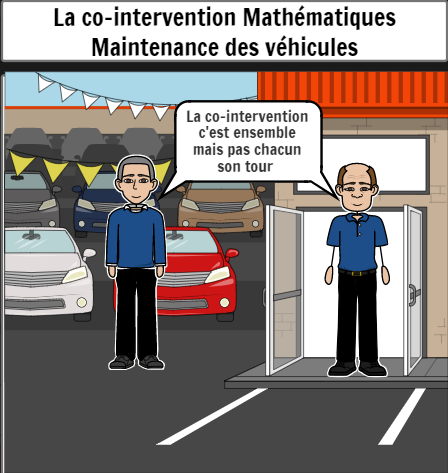 La co-intervention Mathématiques
Maintenance des véhicules
La co-intervention
c'est ensemble
mais pas chacun
son tour